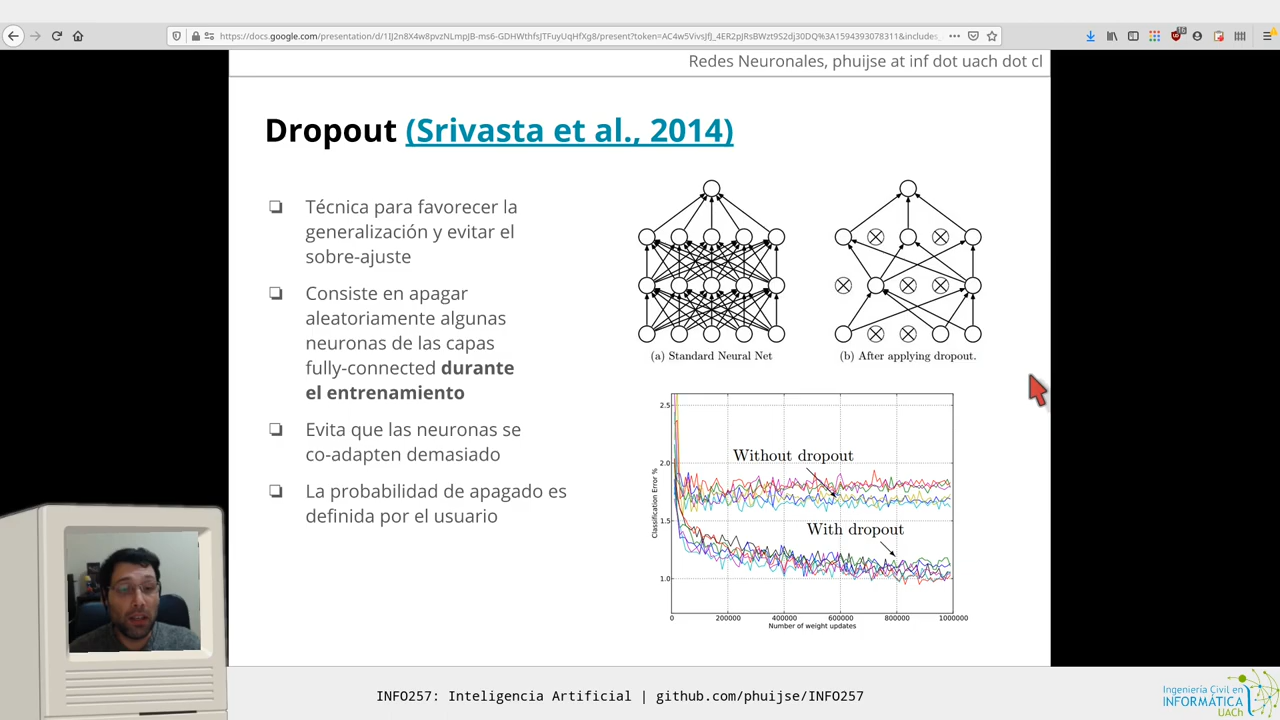 Redes Neuronales, phuijse at inf dot uach dot cl
Dropout (Srivasta et al., 2014)
❏ Técnica para favorecer la
generalización y evitar el
sobre-ajuste
❏ Consiste en apagar
aleatoriamente algunas
neuronas de las capas
fully-connected durante
el entrenamiento
❏ Evita que las neuronas se
co-adapten demasiado
❏ La probabilidad de apagado es
definida por el usuario
(a) Standard Neural Net
(b) After applying dropout.
2.5
2.0
1.5
1.0
Classification Error %
Without dropout
With dropout
0 200000 400000 600000 800000 1000000
Number of weight updates
INFO257: Inteligencia Artificial | github.com/phuijse/INFO257
Ingeniería Civil en
INFORMÁTICA
UACh